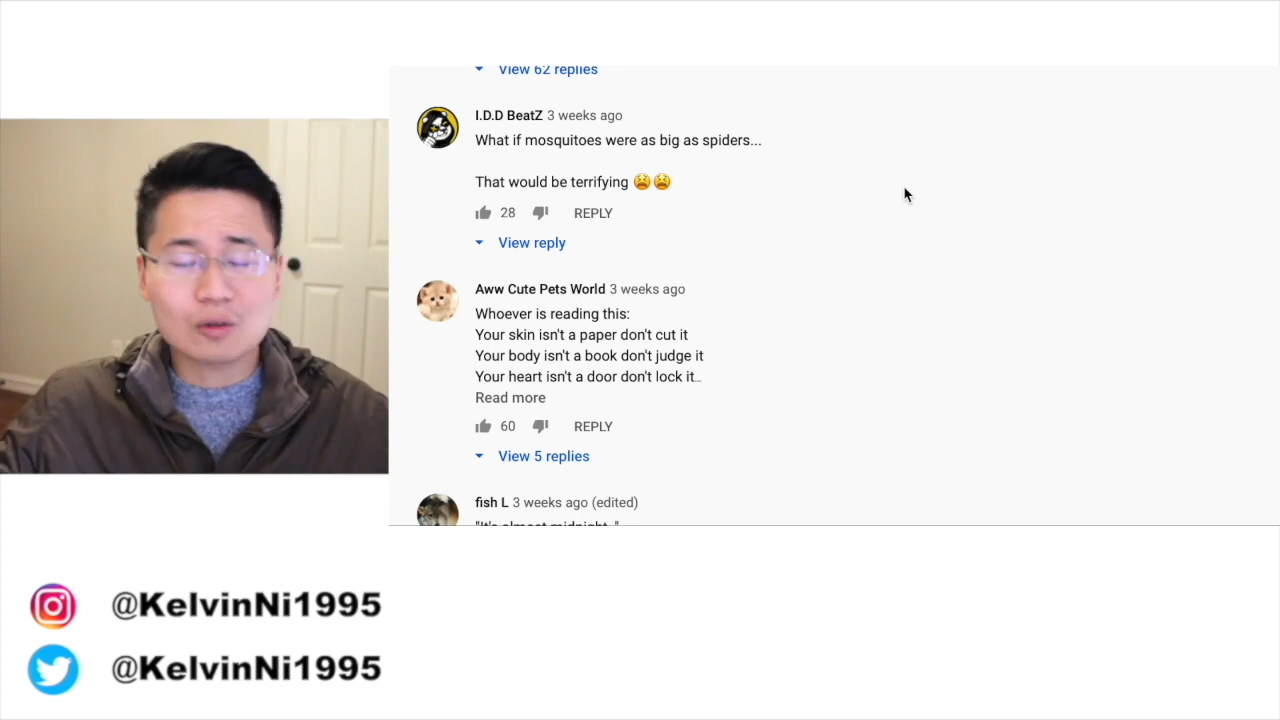 View 62 replies
I.D.D BeatZ 3 weeks ago
What if mosquitoes were as big as spiders...
That would be terrifying 😫😫
28 REPLY
View reply
Aww Cute Pets World 3 weeks ago
Whoever is reading this:
Your skin isn't a paper don't cut it
Your body isn't a book don't judge it
Your heart isn't a door don't lock it...
Read more
60 REPLY
View 5 replies
fish L 3 weeks ago (edited)
"It's almost midnight.."
@KelvinNi1995
@KelvinNi1995